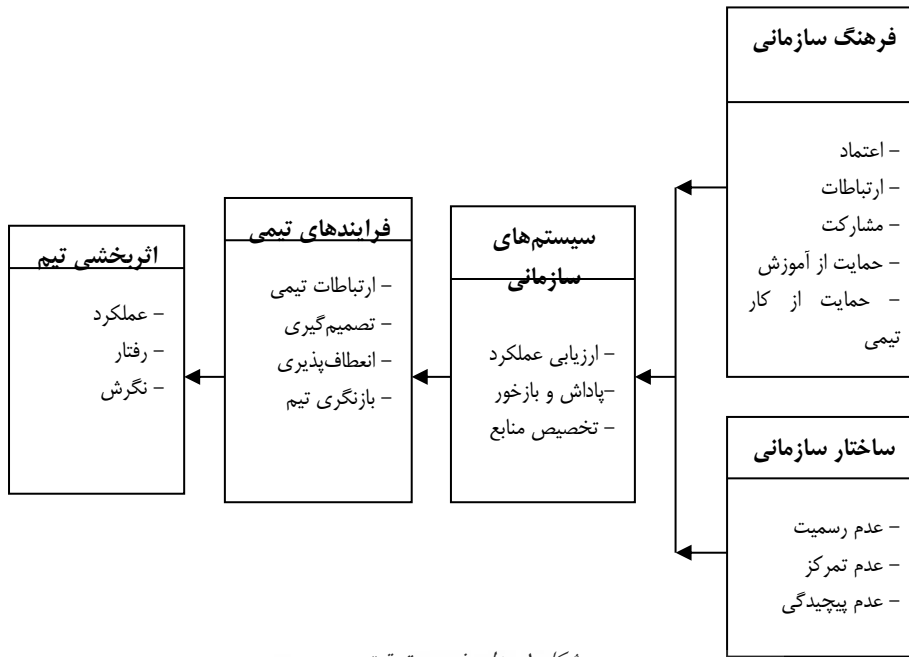 فرهنگ سازمانی
– اعتماد
– ارتباطات
– مشارکت
– حمایت از آموزش
– حمایت از کار
تیمی
ساختار سازمانی
– عدم رسمیت
– عدم تمرکز
– عدم پیچیدگی
سیستم‌های
سازمانی
– ارزیابی عملکرد
–پاداش و بازخور
– تخصیص منابع
فرایندهای تیمی
– ارتباطات تیمی
– تصمیم‌گیری
– انعطاف‌پذیری
– بازنگری تیم
اثربخشی تیم
– عملکرد
– رفتار
– نگرش